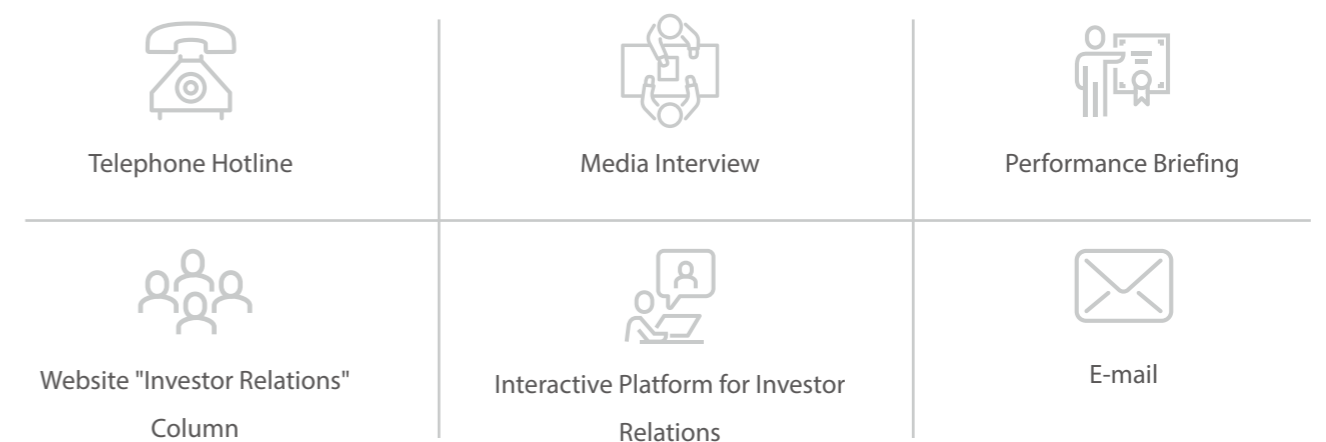 Telephone Hotline
Media Interview
Performance Briefing
Website "Investor Relations"
Column
Interactive Platform for Investor
Relations
E-mail